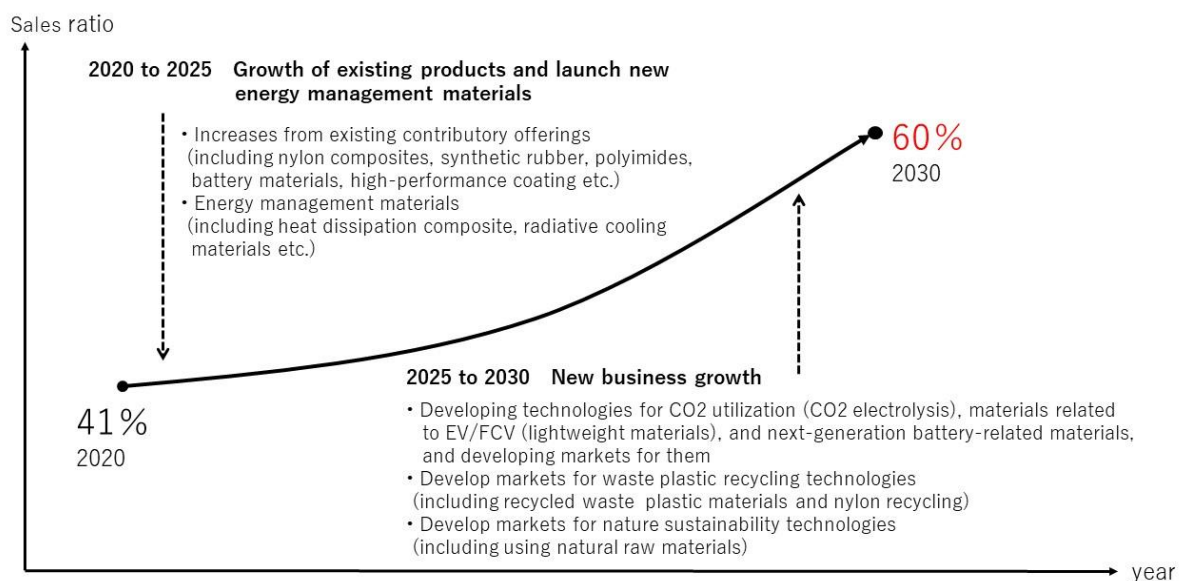 Sales ratio
2020 to 2025 Growth of existing products and launch new
energy management materials
・Increases from existing contributory offerings
(including nylon composites, synthetic rubber, polyimides,
battery materials, high-performance coating etc.)
・Energy management materials
(including heat dissipation composite, radiative cooling
materials etc.)
60%
2030
41%
2020
2025 to 2030 New business growth
・Developing technologies for CO2 utilization (CO2 electrolysis), materials related
to EV/FCV (lightweight materials), and next-generation battery-related materials,
and developing markets for them
・Develop markets for waste plastic recycling technologies
(including recycled waste plastic materials and nylon recycling)
・Develop markets for nature sustainability technologies
(including using natural raw materials)
year